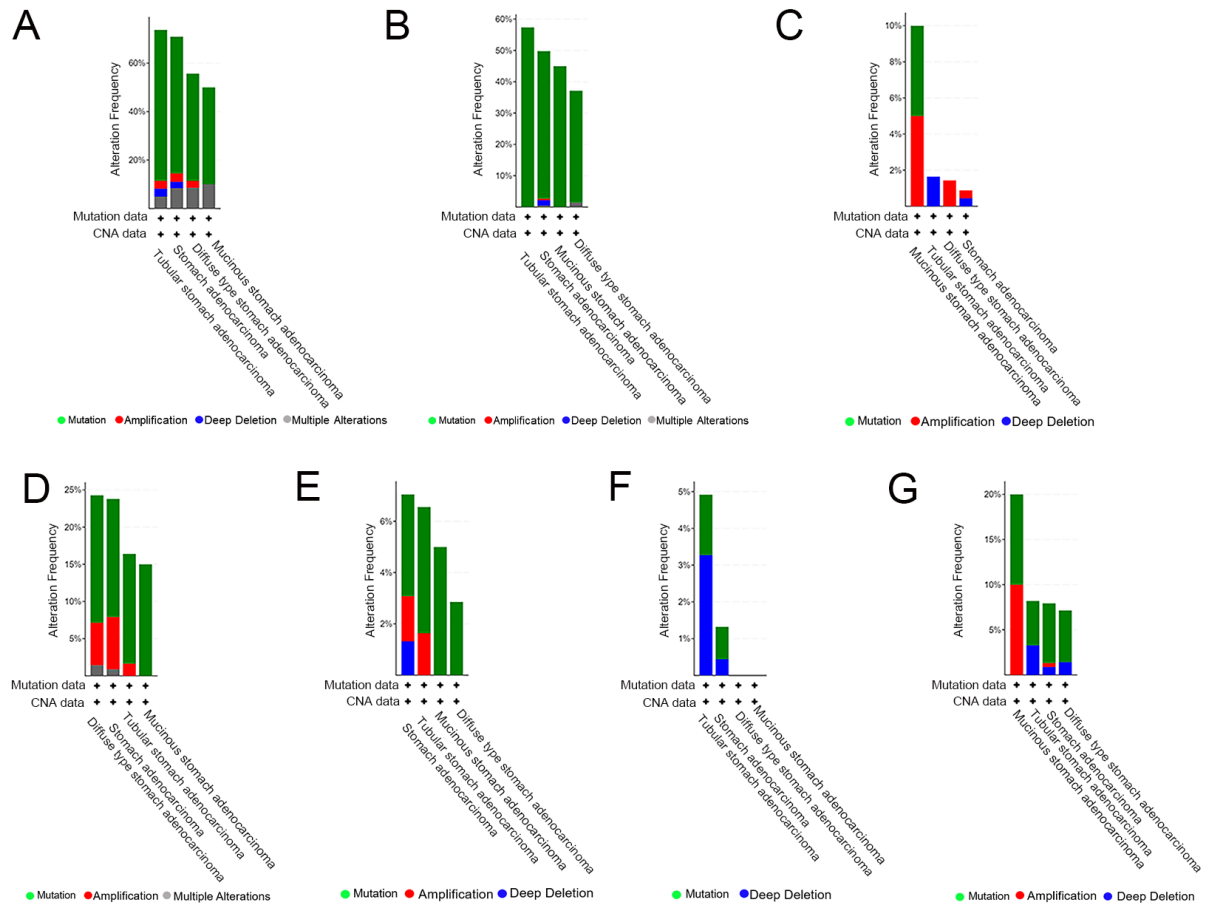 A
Alteration Frequency
60%
40%
20%
Mutation data
CNA data
Tubular stomach adenocarcinoma
Stomach adenocarcinoma
Diffuse type stomach adenocarcinoma
Mucinous stomach adenocarcinoma
Mutation Amplification Deep Deletion Multiple Alterations
B
Alteration Frequency
60%
50%
40%
30%
20%
10%
Mutation data
CNA data
Tubular stomach adenocarcinoma
Stomach adenocarcinoma
Mucinous stomach adenocarcinoma
Diffuse type stomach adenocarcinoma
Mutation Amplification Deep Deletion Multiple Alterations
C
Alteration Frequency
10%
8%
6%
4%
2%
Mutation data
CNA data
Mucinous stomach adenocarcinoma
Tubular stomach adenocarcinoma
Diffuse type stomach adenocarcinoma
Stomach adenocarcinoma
Mutation Amplification Deep Deletion
D
Alteration Frequency
25%
20%
15%
10%
5%
Mutation data
CNA data
Diffuse type stomach adenocarcinoma
Stomach adenocarcinoma
Tubular stomach adenocarcinoma
Mucinous stomach adenocarcinoma
Mutation Amplification Multiple Alterations
E
Alteration Frequency
6%
4%
2%
Mutation data
CNA data
Stomach adenocarcinoma
Tubular stomach adenocarcinoma
Mucinous stomach adenocarcinoma
Diffuse type stomach adenocarcinoma
Mutation Amplification Deep Deletion
F
Alteration Frequency
5%
4%
3%
2%
1%
Mutation data
CNA data
Tubular stomach adenocarcinoma
Stomach adenocarcinoma
Diffuse type stomach adenocarcinoma
Mucinous stomach adenocarcinoma
Mutation Deep Deletion
G
Alteration Frequency
20%
15%
10%
5%
Mutation data
CNA data
Mucinous stomach adenocarcinoma
Tubular stomach adenocarcinoma
Stomach adenocarcinoma
Diffuse type stomach adenocarcinoma
Mutation Amplification Deep Deletion